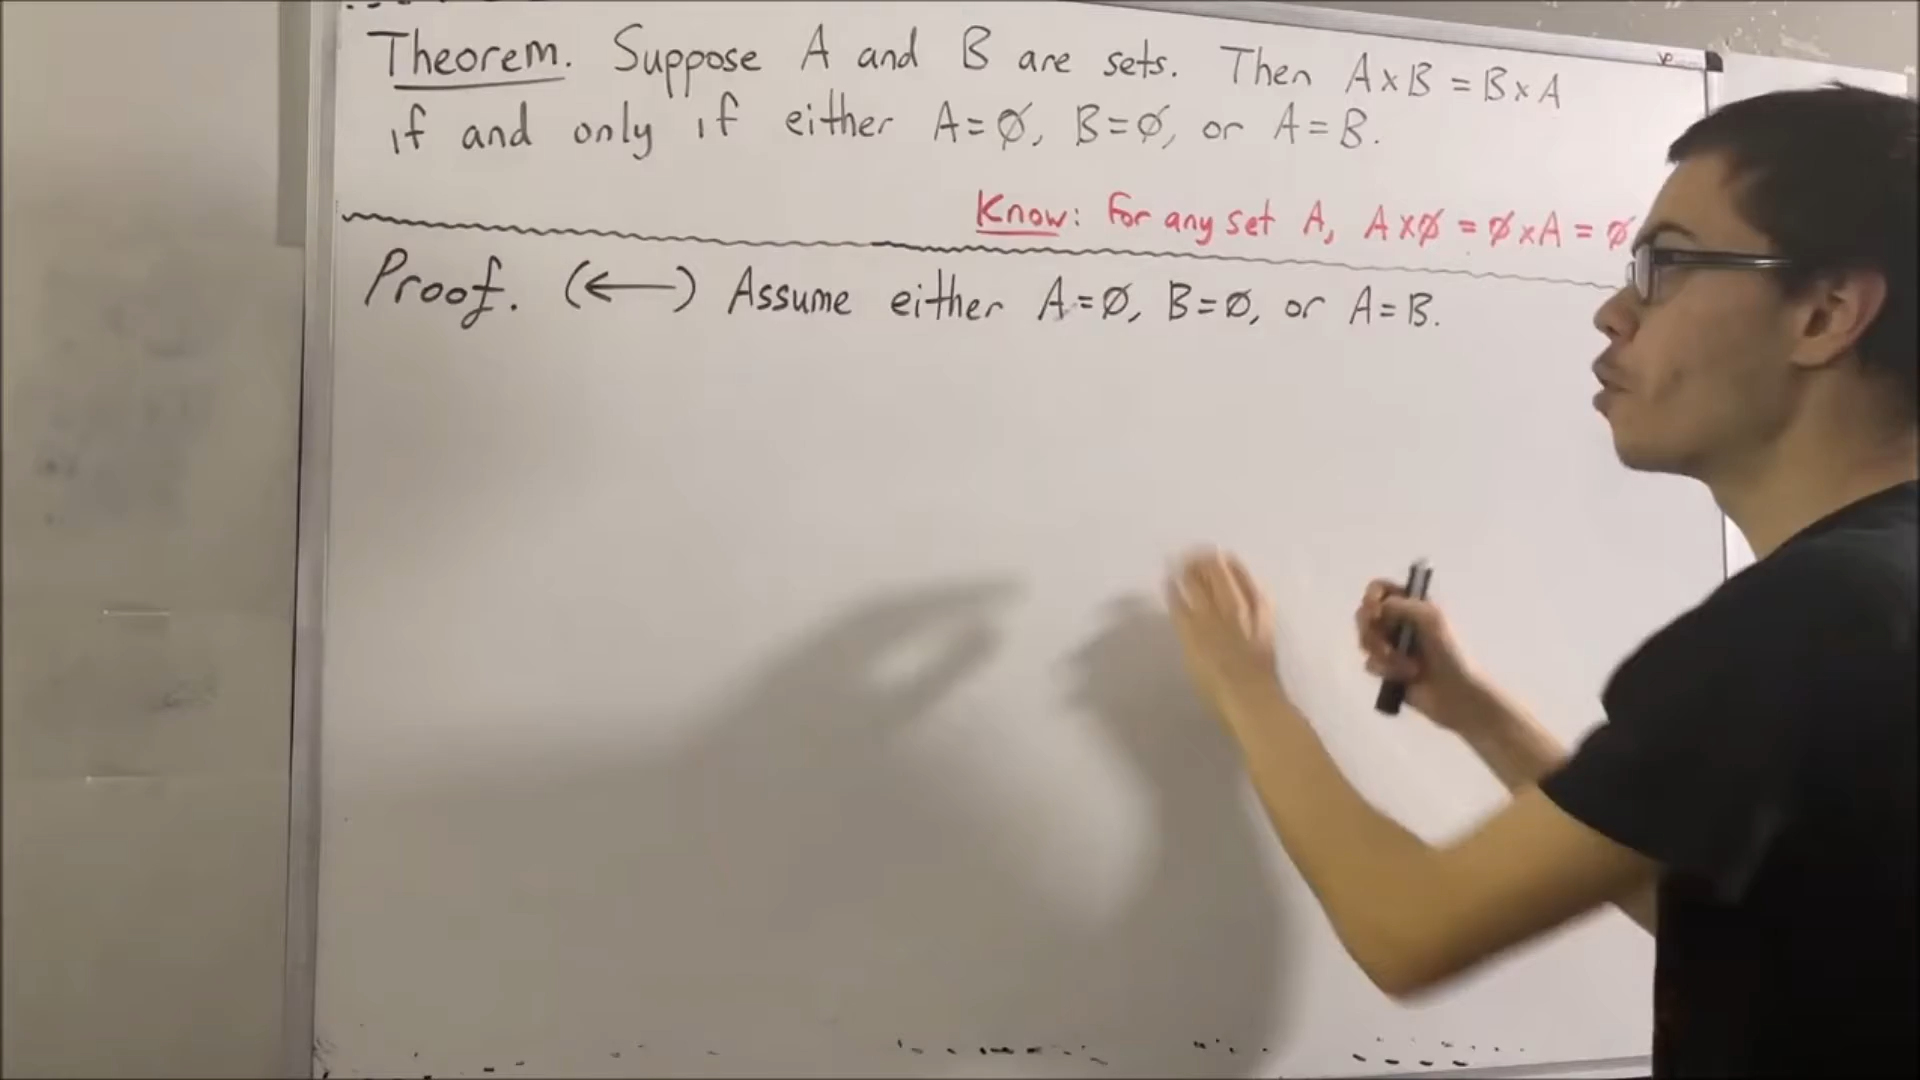 Theorem. Suppose A and B are sets. Then A×B = B×A
if and only if either A=∅, B=∅, or A=B.
Know: For any set A, A×∅ = ∅×A = ∅
Proof. (←) Assume either A=∅, B=∅, or A=B.